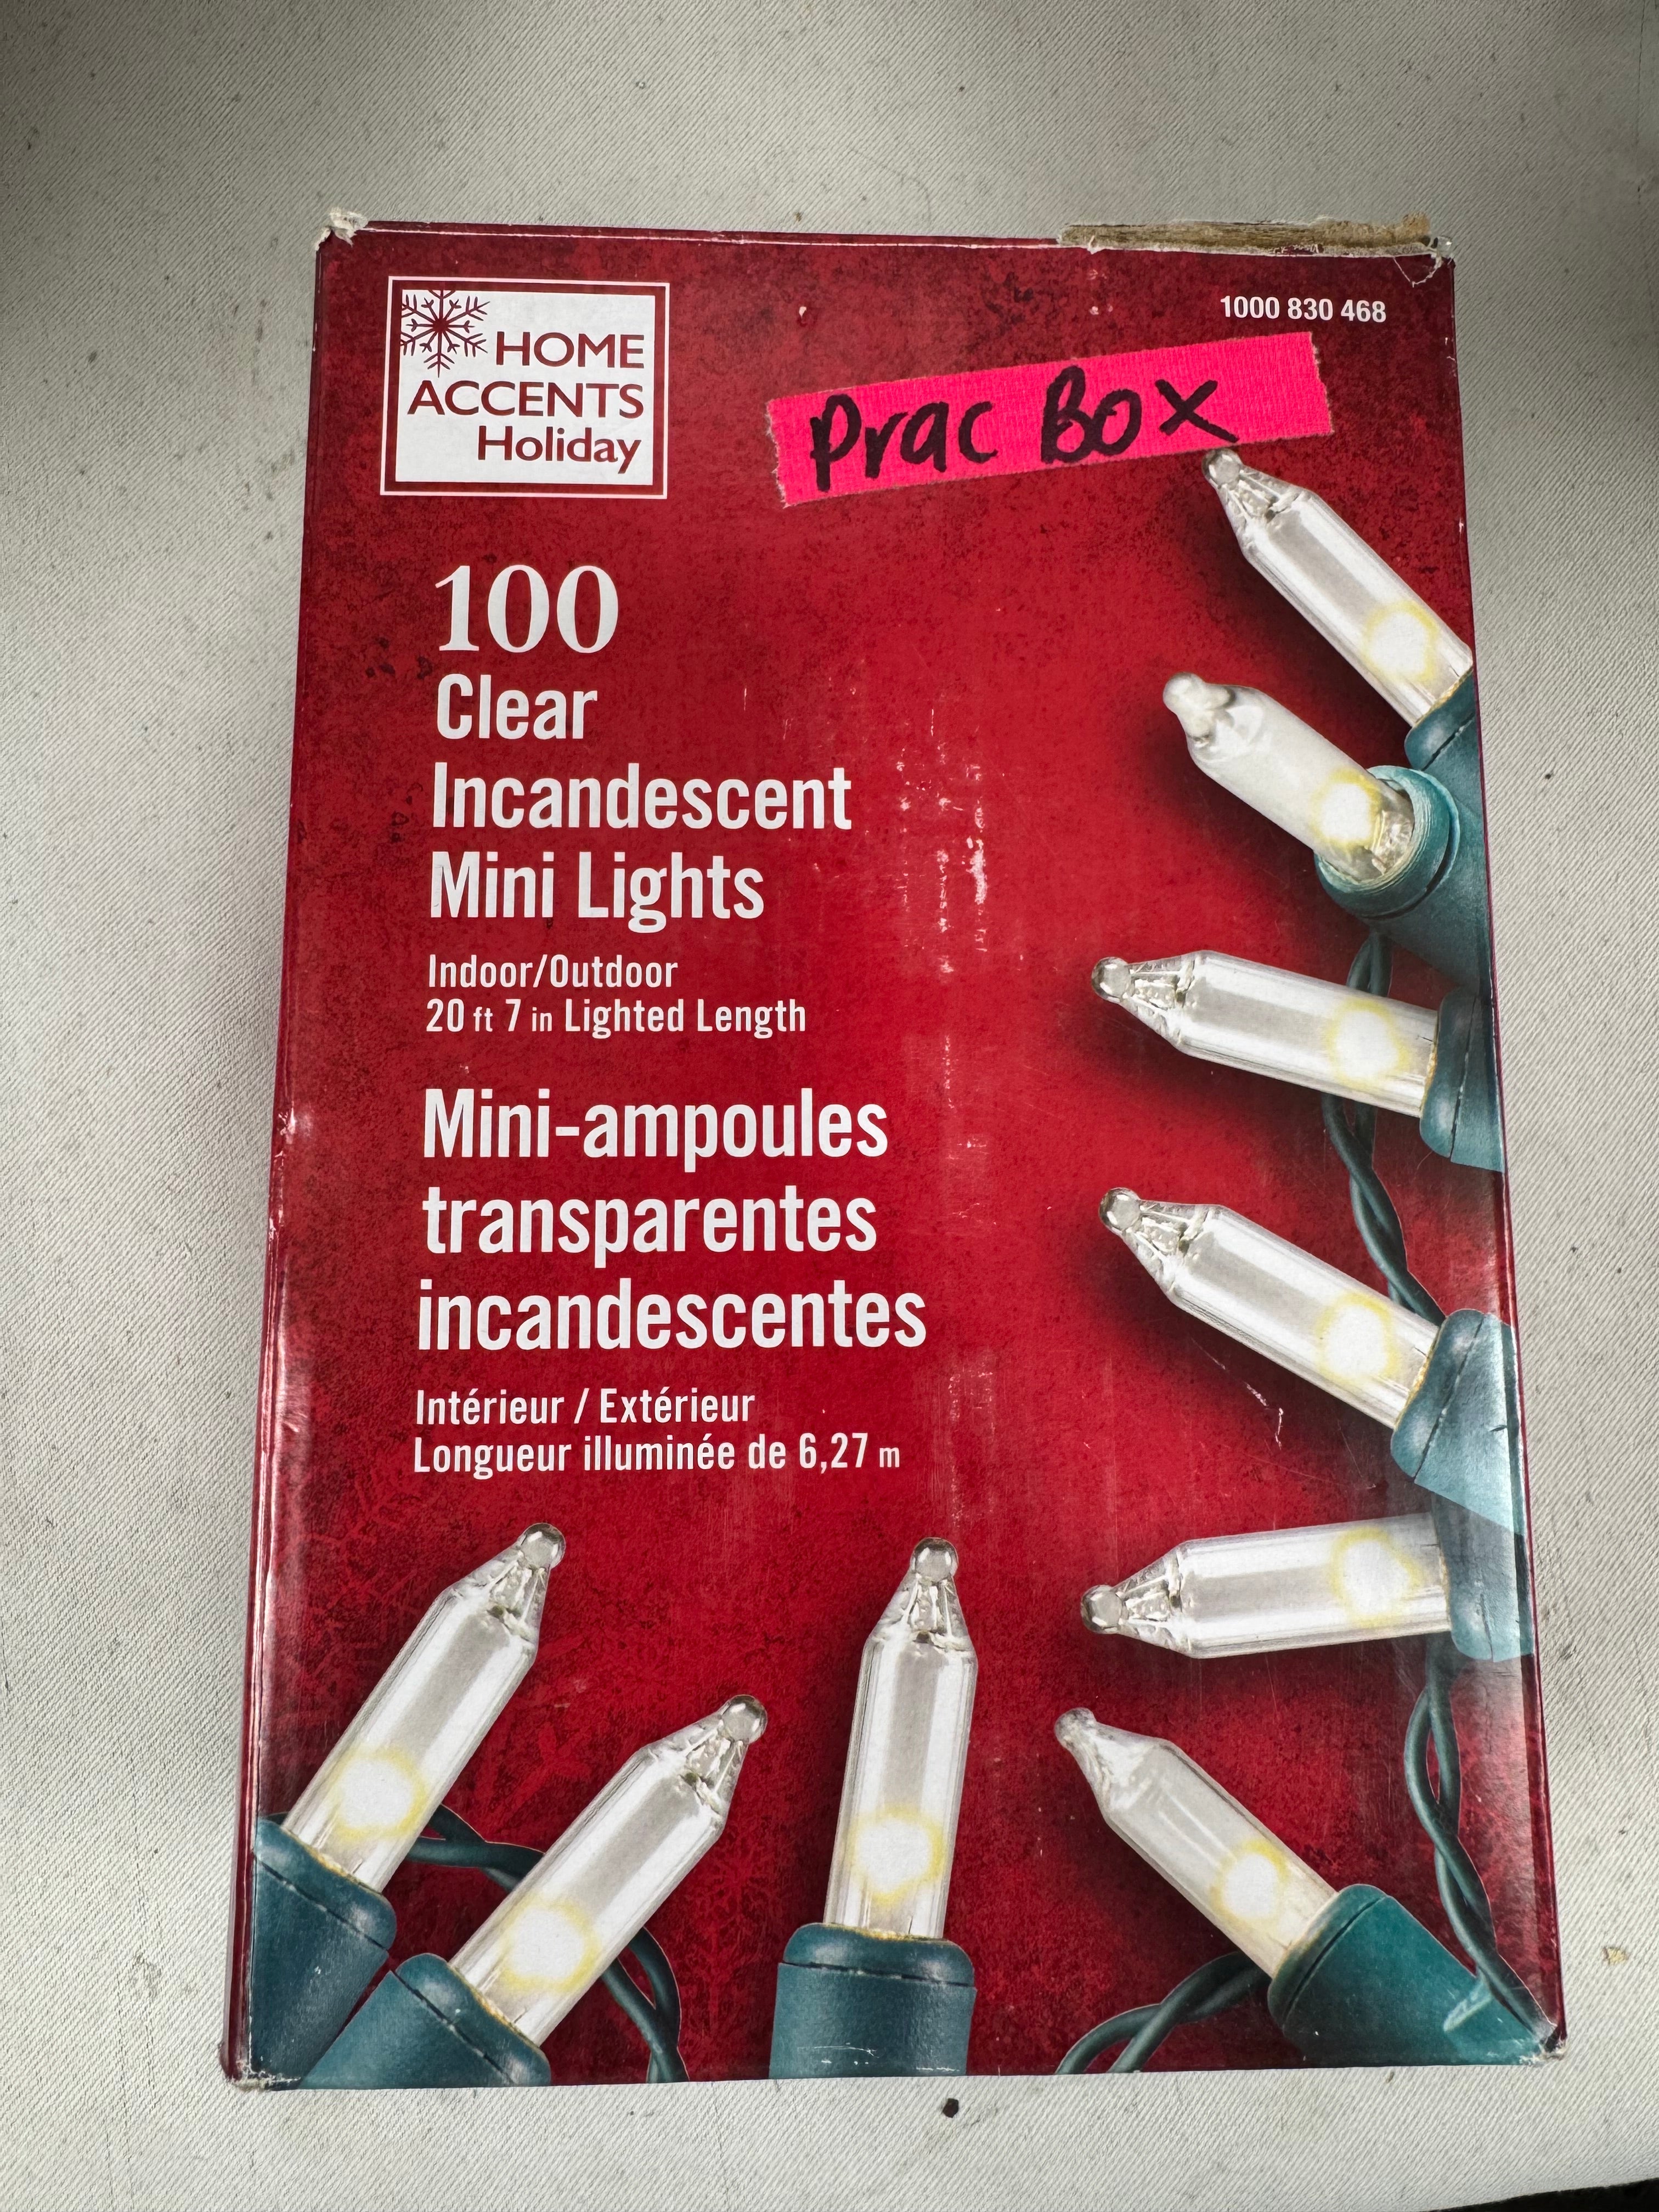 HOME
ACCENTS
Holiday
1000 830 468
Prac Box
100
Clear
Incandescent
Mini Lights
Indoor/Outdoor
20 ft 7 in Lighted Length
Mini-ampoules
transparentes
incandescentes
Intérieur / Extérieur
Longueur illuminée de 6,27 m